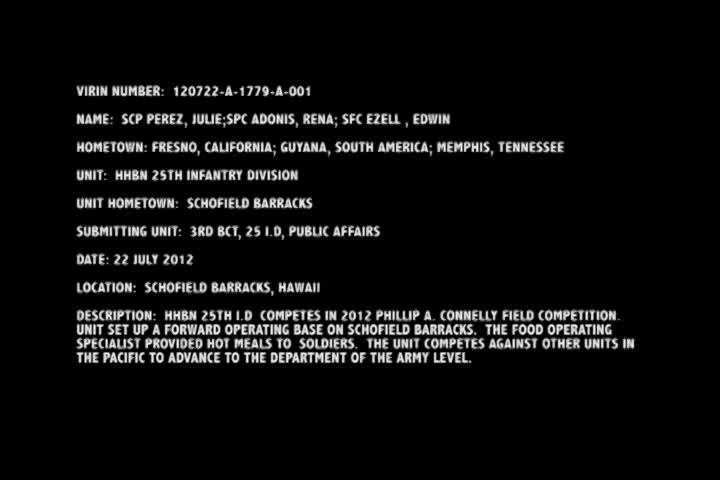 VIRIN NUMBER: 120722-A-1779-A-001
NAME: SCP PEREZ, JULIE;SPC ADONIS, RENA; SFC EZELL , EDWIN
HOMETOWN: FRESNO, CALIFORNIA; GUYANA, SOUTH AMERICA; MEMPHIS, TENNESSEE
UNIT: HHBN 25TH INFANTRY DIVISION
UNIT HOMETOWN: SCHOFIELD BARRACKS
SUBMITTING UNIT: 3RD BCT, 25 I.D, PUBLIC AFFAIRS
DATE: 22 JULY 2012
LOCATION: SCHOFIELD BARRACKS, HAWAII
DESCRIPTION: HHBN 25TH I.D COMPETES IN 2012 PHILLIP A. CONNELLY FIELD COMPETITION.
UNIT SET UP A FORWARD OPERATING BASE ON SCHOFIELD BARRACKS. THE FOOD OPERATING
SPECIALIST PROVIDED HOT MEALS TO SOLDIERS. THE UNIT COMPETES AGAINST OTHER UNITS IN
THE PACIFIC TO ADVANCE TO THE DEPARTMENT OF THE ARMY LEVEL.